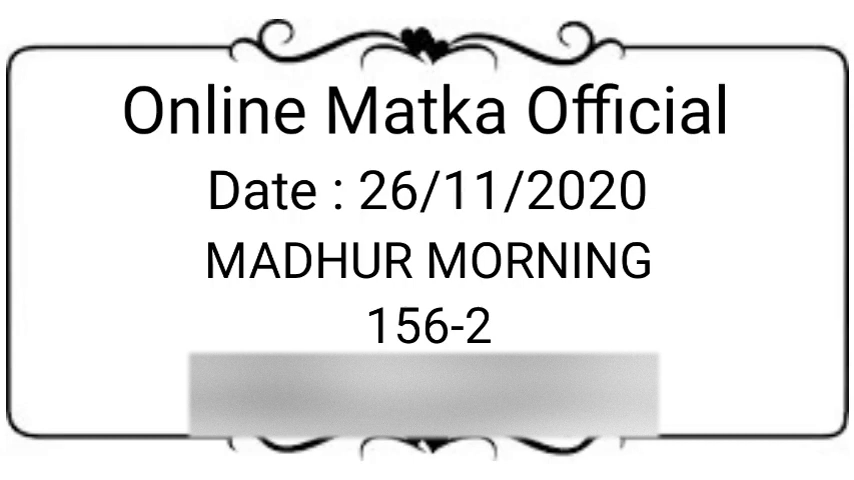 Online Matka Official
Date : 26/11/2020
MADHUR MORNING
156-2